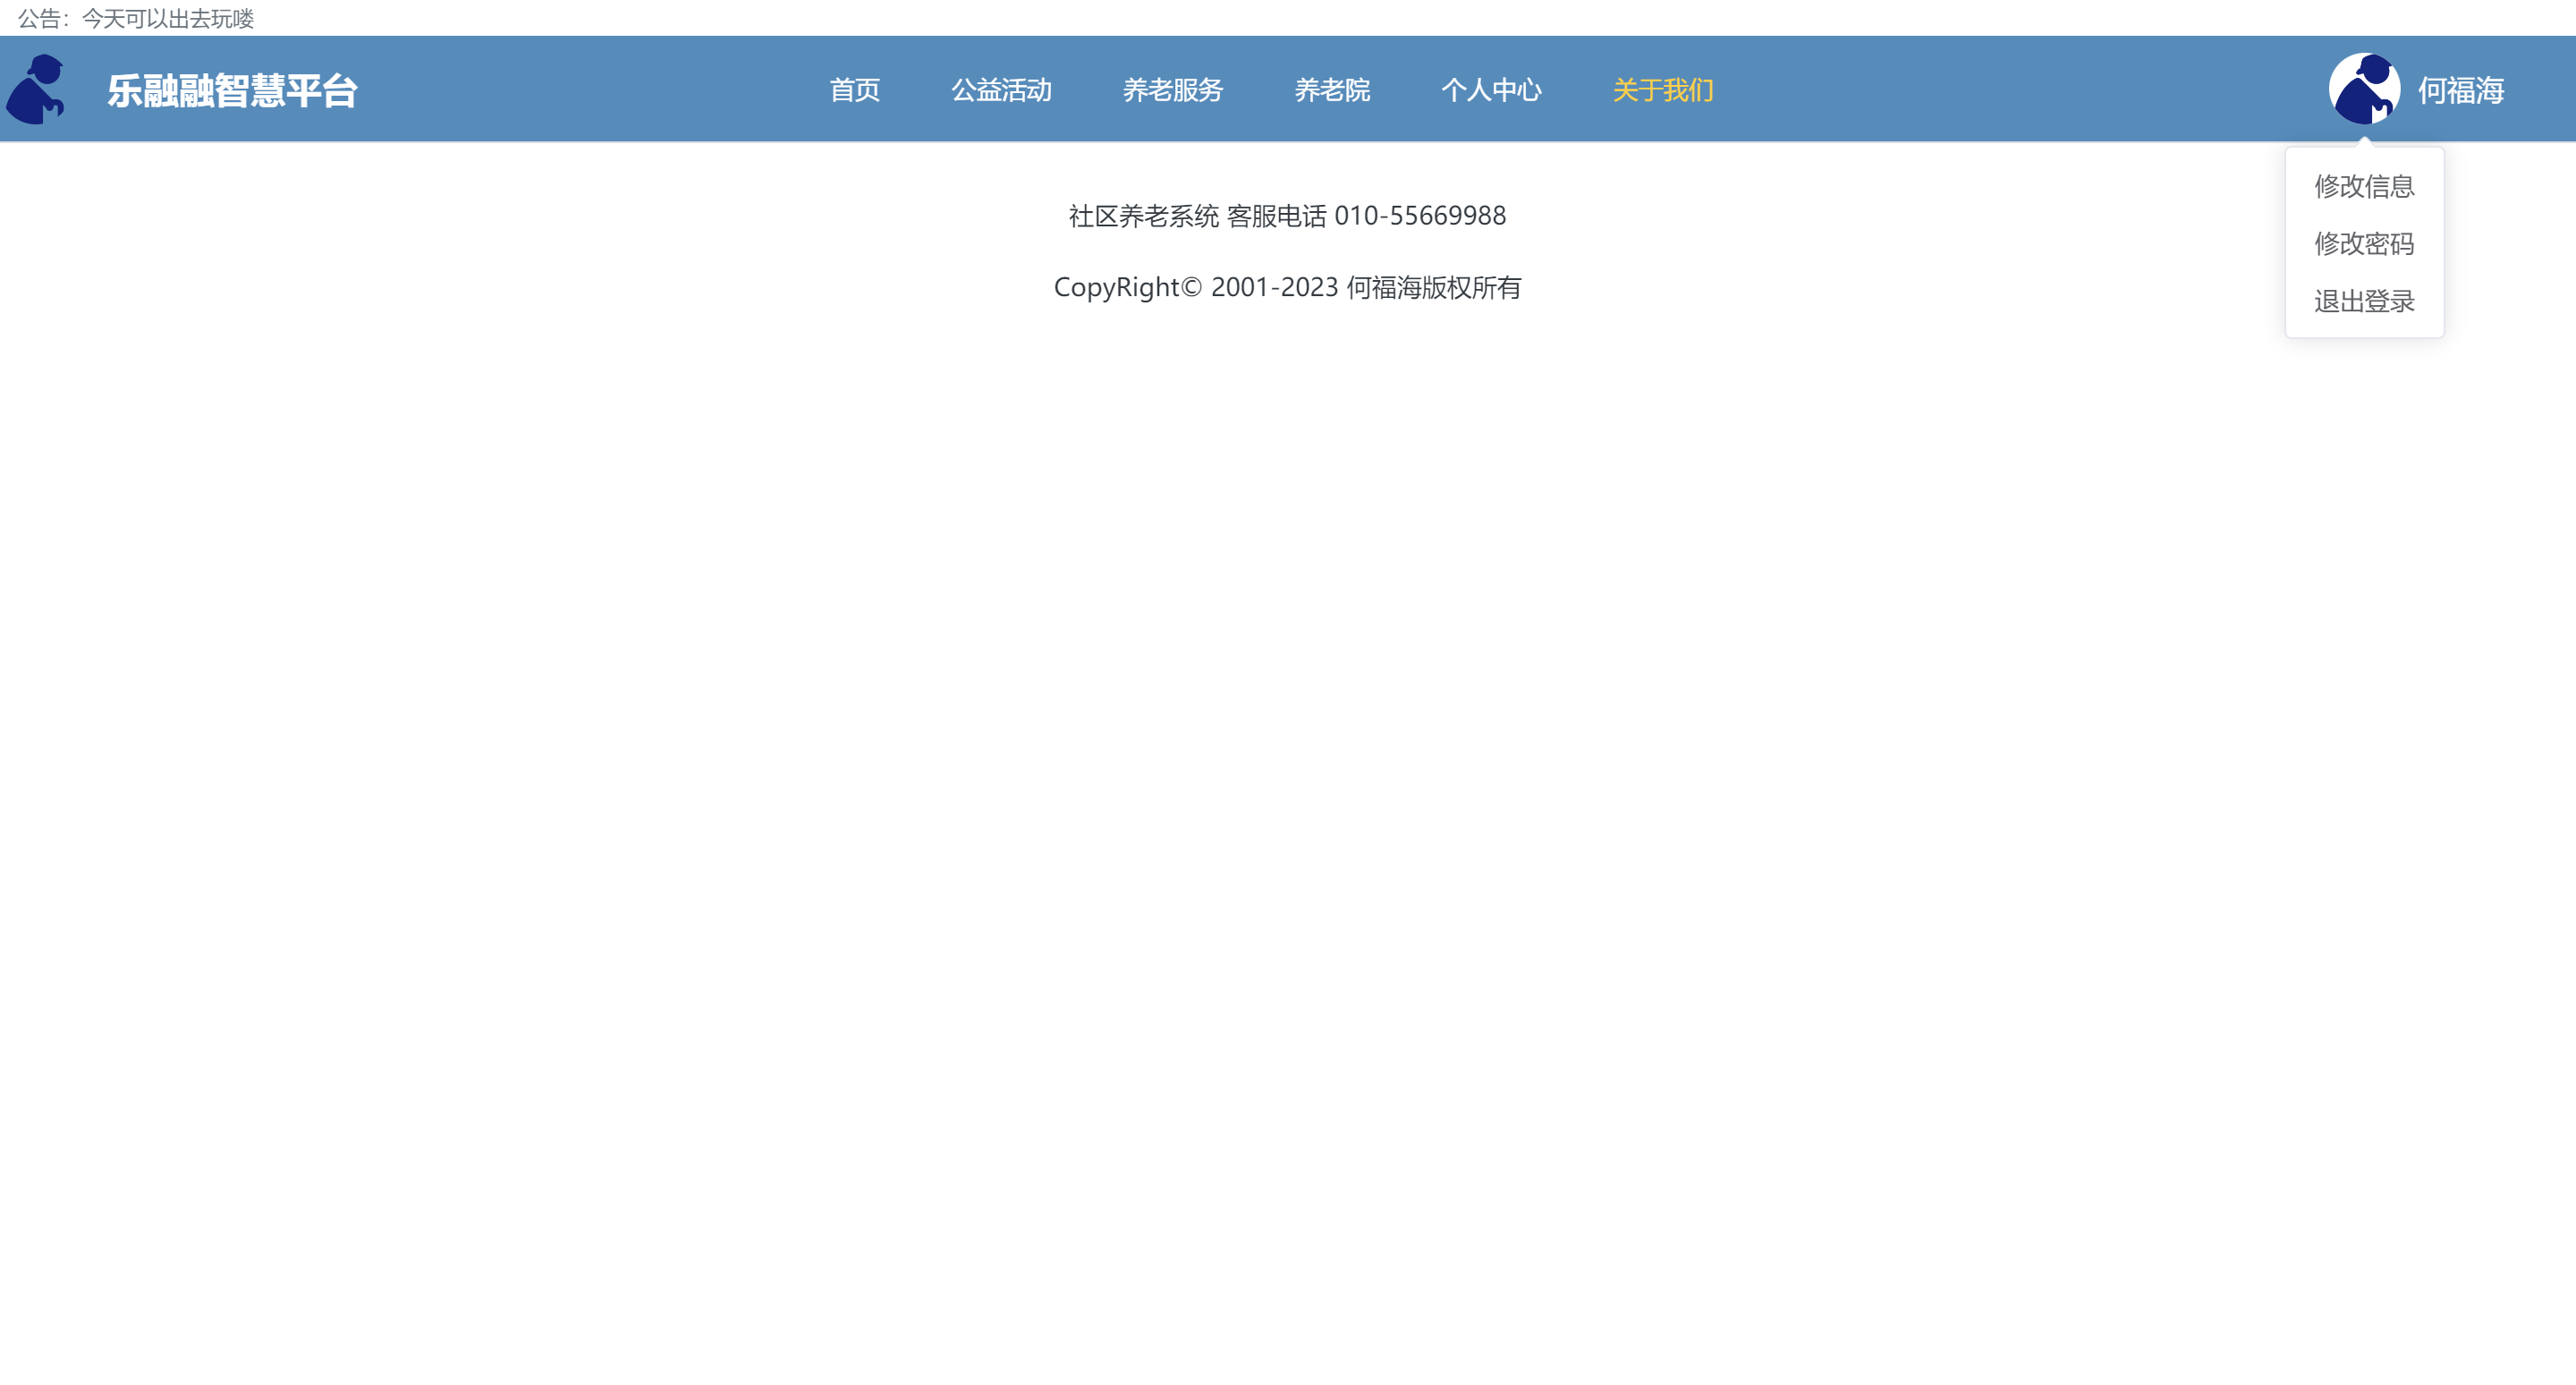 公告：今天可以出去玩喽
乐融融智慧平台 首页 公益活动 养老服务 养老院 个人中心 关于我们 何福海
修改信息
修改密码
退出登录
社区养老系统 客服电话 010-55669988
CopyRight© 2001-2023 何福海版权所有